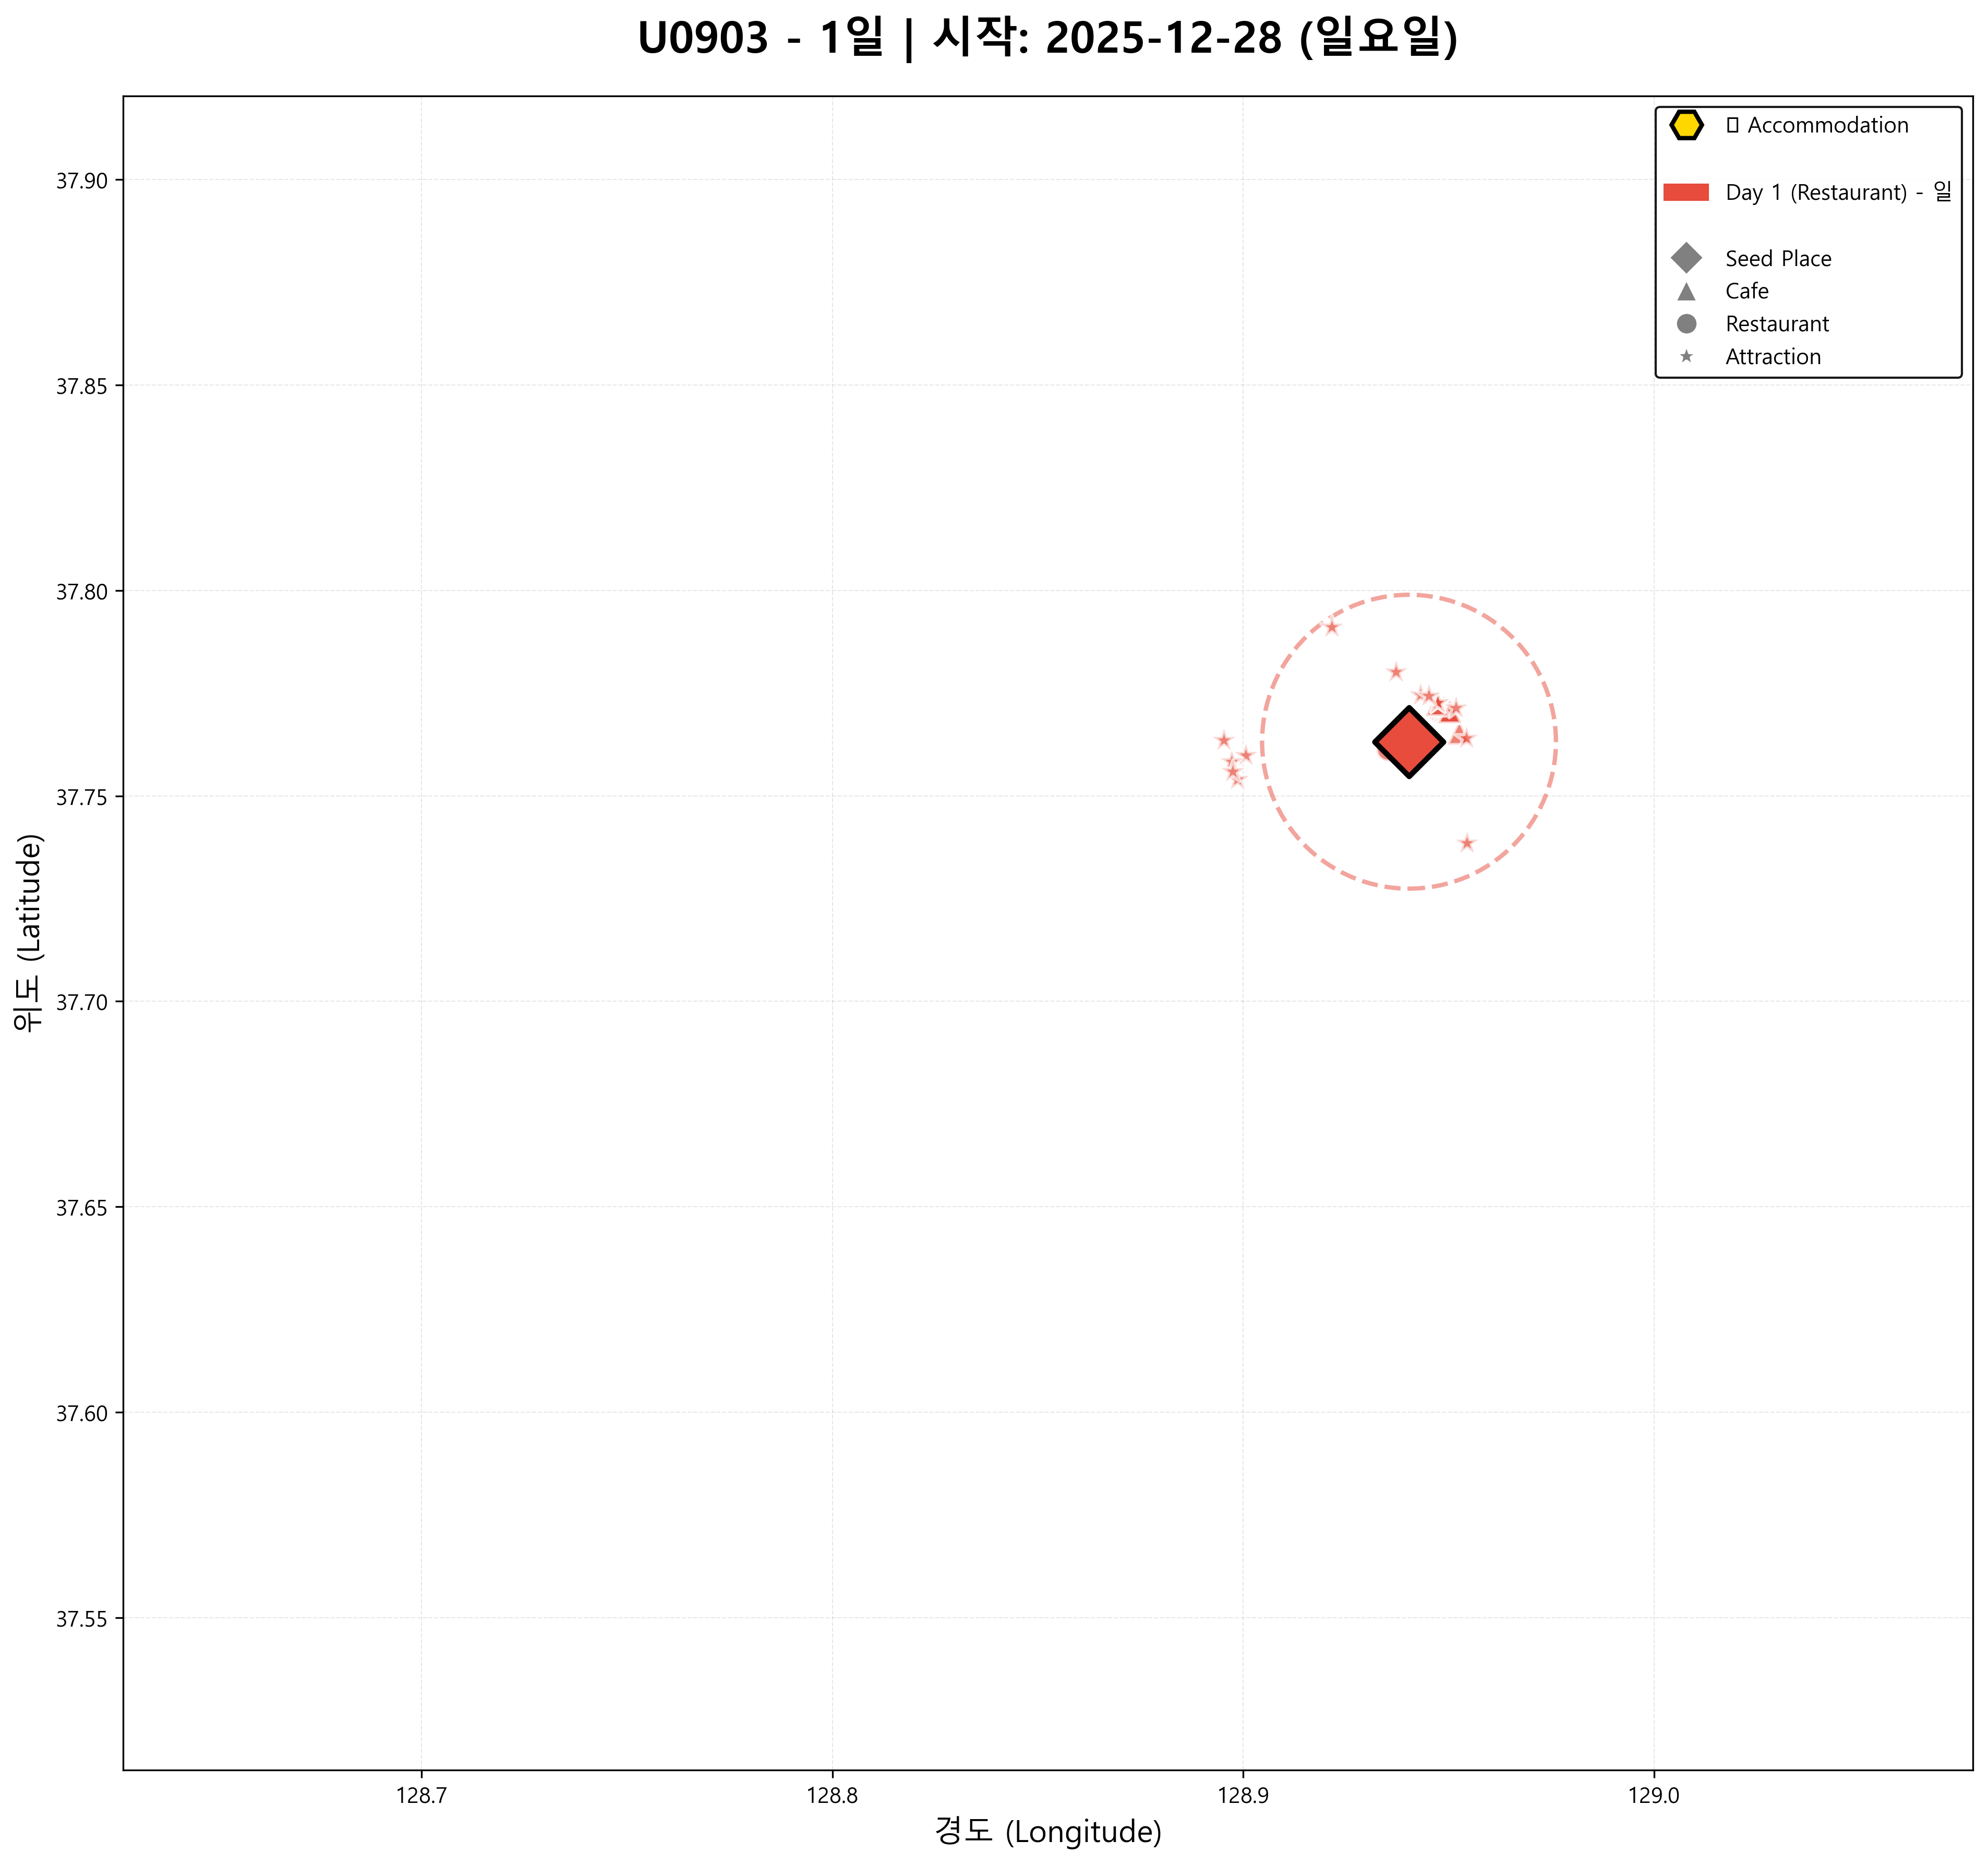 U0903 - 1일 | 시작: 2025-12-28 (일요일)
Accommodation
Day 1 (Restaurant) - 일
Seed Place
Cafe
Restaurant
Attraction
위도 (Latitude)
37.90
37.85
37.80
37.75
37.70
37.65
37.60
37.55
128.7
128.8
128.9
129.0
경도 (Longitude)